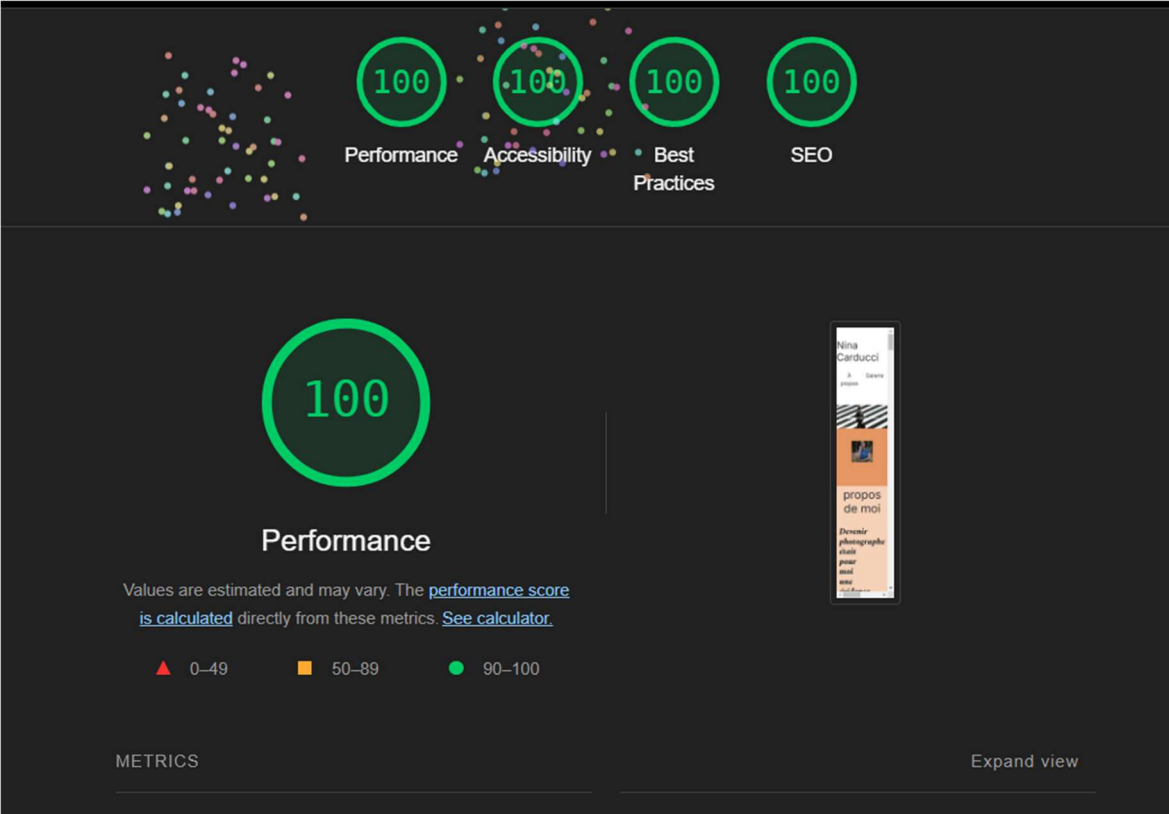 100 100 100 100
Performance Accessibility Best Practices SEO
100
Nina
Carducci
À propos Galerie
propos
de moi
Devenir
photographe
était
pour
moi
une
Performance
Values are estimated and may vary. The performance score
is calculated directly from these metrics. See calculator.
0–49 50–89 90–100
METRICS Expand view